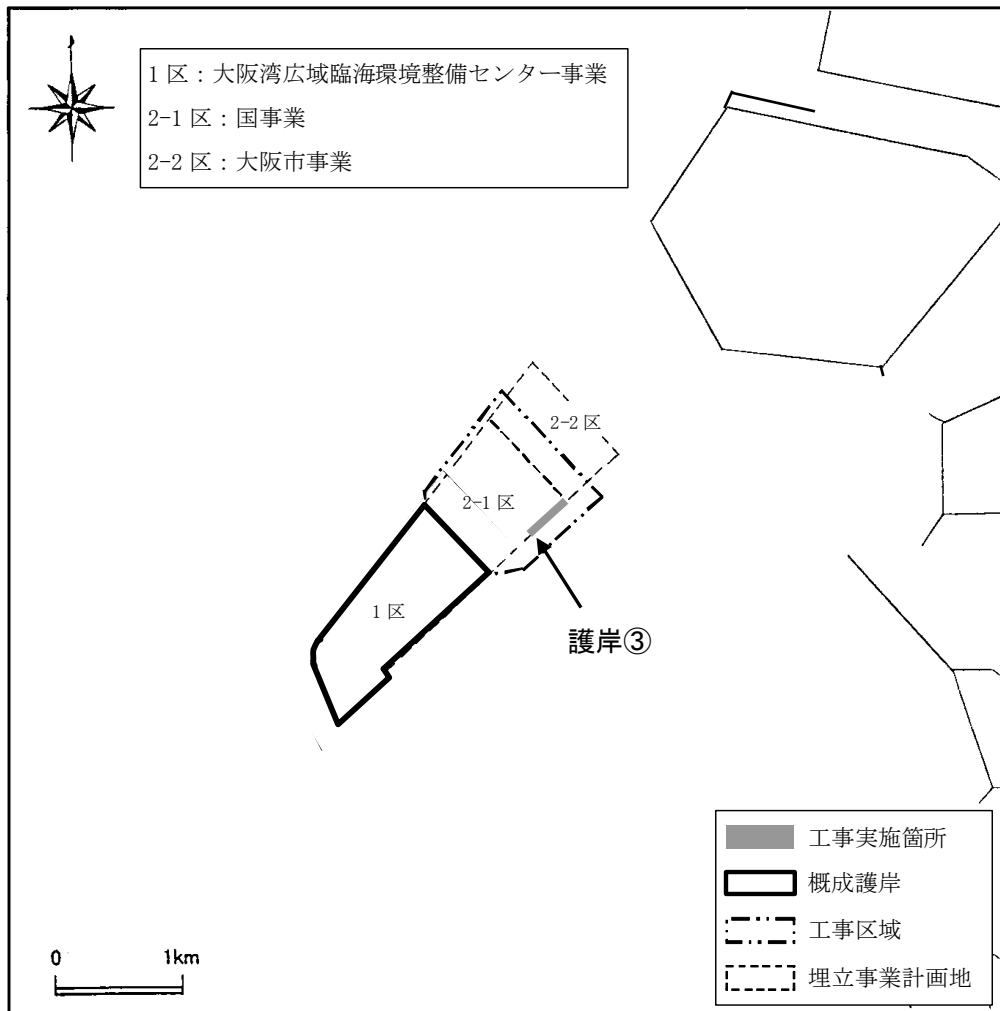 1区：大阪湾広域臨海環境整備センター事業
2-1区：国事業
2-2区：大阪市事業
2-2区
2-1区
1区
護岸③
工事実施箇所
概成護岸
工事区域
埋立事業計画地
0 1km